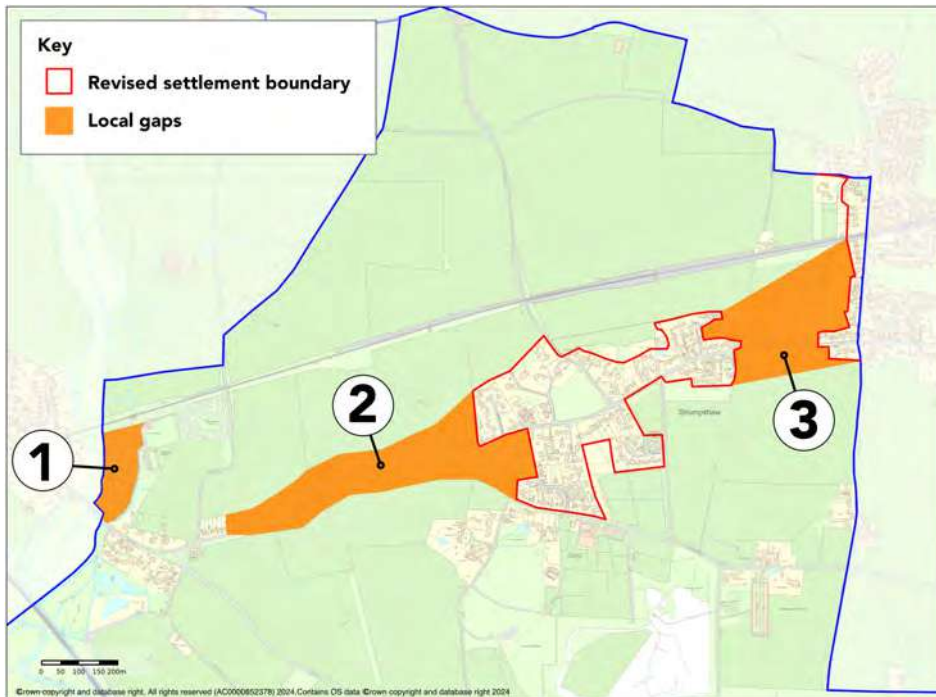 Key
Revised settlement boundary
Local gaps
1
2
3
Strumpshaw
0 50 100 150 200m
©rown copyright and database right. All rights reserved (AC0000852378) 2024.Contains OS data ©rown copyright and database right 2024